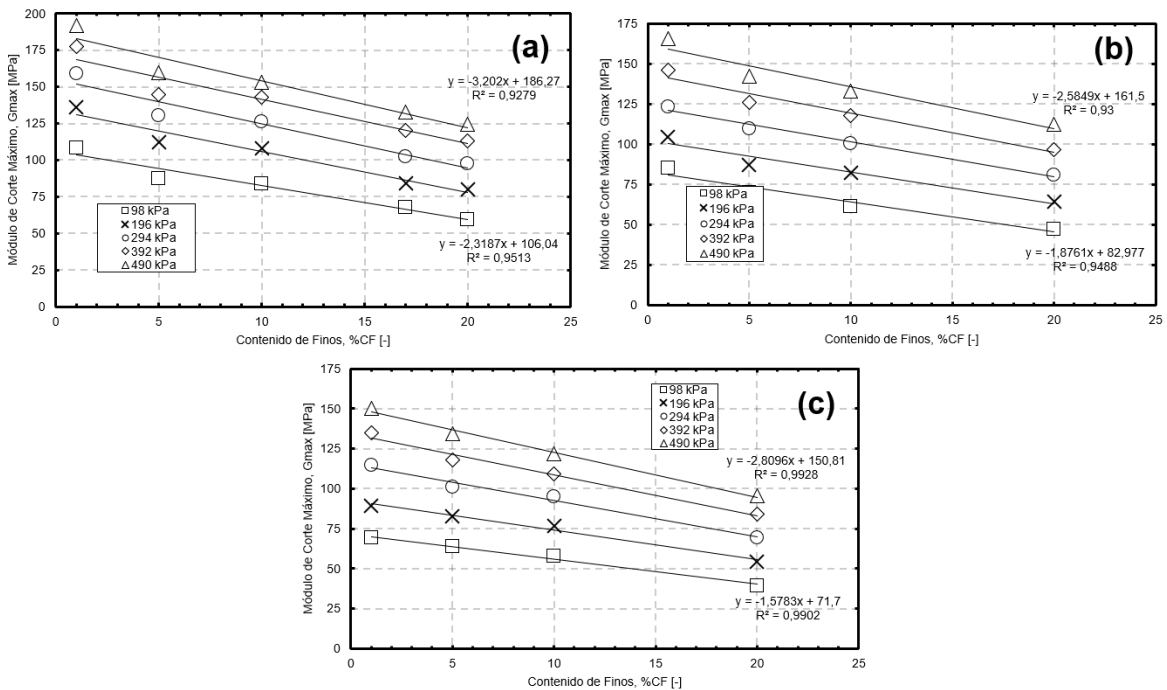 (a)
Módulo de Corte Máximo, Gmax [MPa]
200
175
150
125
100
75
50
25
0
y = -3,202x + 186,27
R² = 0,9279
98 kPa
196 kPa
294 kPa
392 kPa
490 kPa
y = -2,3187x + 106,04
R² = 0,9513
0 5 10 15 20 25
Contenido de Finos, %CF [-]
(b)
Módulo de Corte Máximo, Gmax [MPa]
175
150
125
100
75
50
25
0
y = -2,5849x + 161,5
R² = 0,93
98 kPa
196 kPa
294 kPa
392 kPa
490 kPa
y = -1,8761x + 82,977
R² = 0,9488
0 5 10 15 20 25
Contenido de Finos, %CF [-]
(c)
Módulo de Corte Máximo, Gmax [MPa]
175
150
125
100
75
50
25
0
98 kPa
196 kPa
294 kPa
392 kPa
490 kPa
y = -2,8096x + 150,81
R² = 0,9928
y = -1,5783x + 71,7
R² = 0,9902
0 5 10 15 20 25
Contenido de Finos, %CF [-]